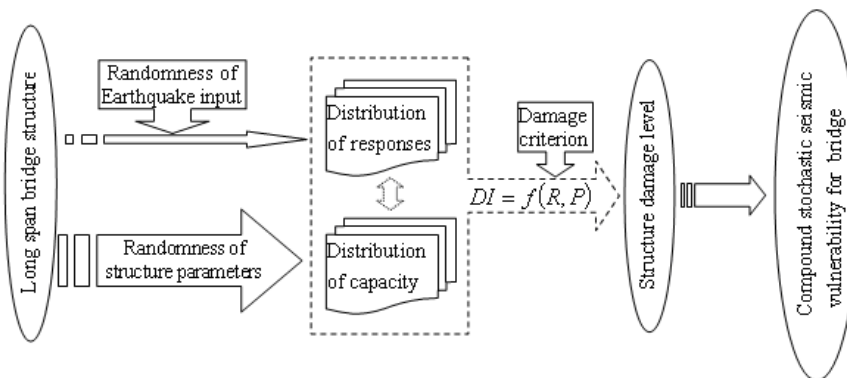 Long span bridge structure
Randomness of
Earthquake input
Randomness of
structure parameters
Distribution
of responses
Distribution
of capacity
Damage
criterion
DI = f(R, P)
Structure damage level
Compound stochastic seismic
vulnerability for bridge